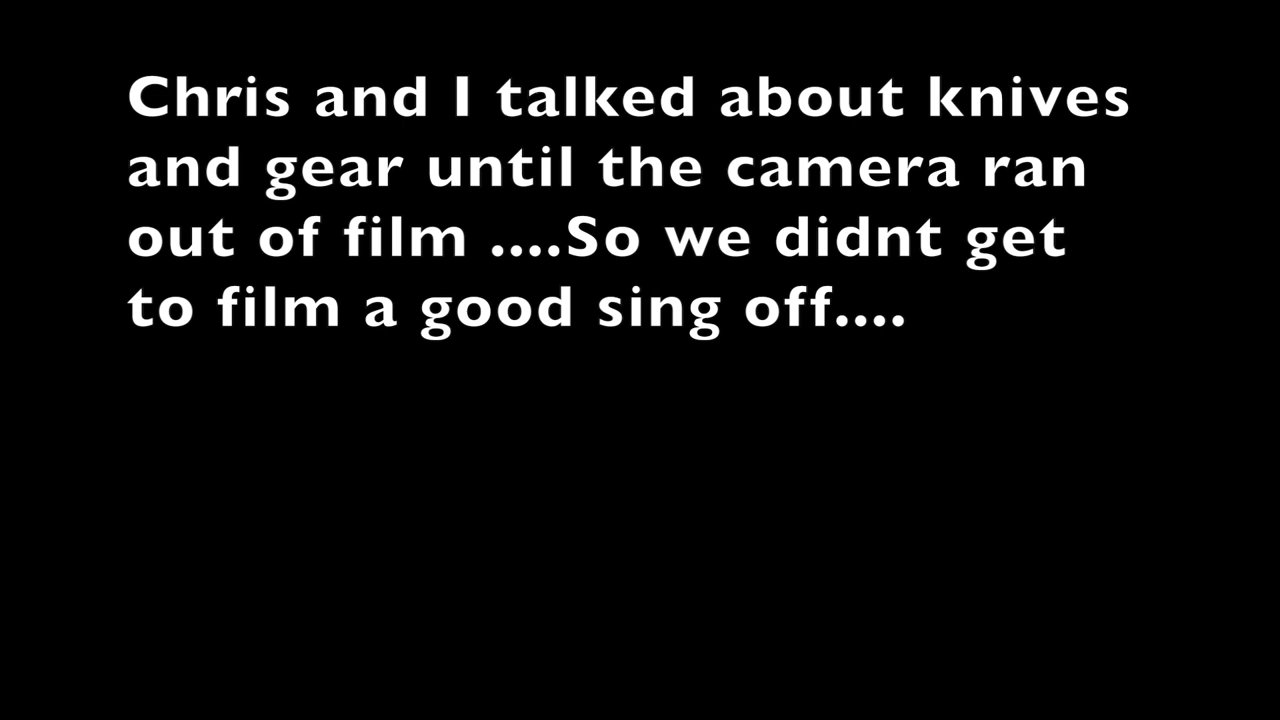 Chris and I talked about knives
and gear until the camera ran
out of film ....So we didnt get
to film a good sing off....